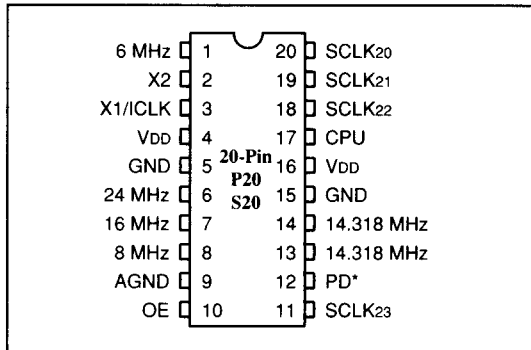 6 MHz 1 20 SCLK20
X2 2 19 SCLK21
X1/ICLK 3 18 SCLK22
VDD 4 17 CPU
GND 5 20-Pin 16 VDD
24 MHz 6 P20 15 GND
16 MHz 7 S20 14 14.318 MHz
8 MHz 8 13 14.318 MHz
AGND 9 12 PD*
OE 10 11 SCLK23